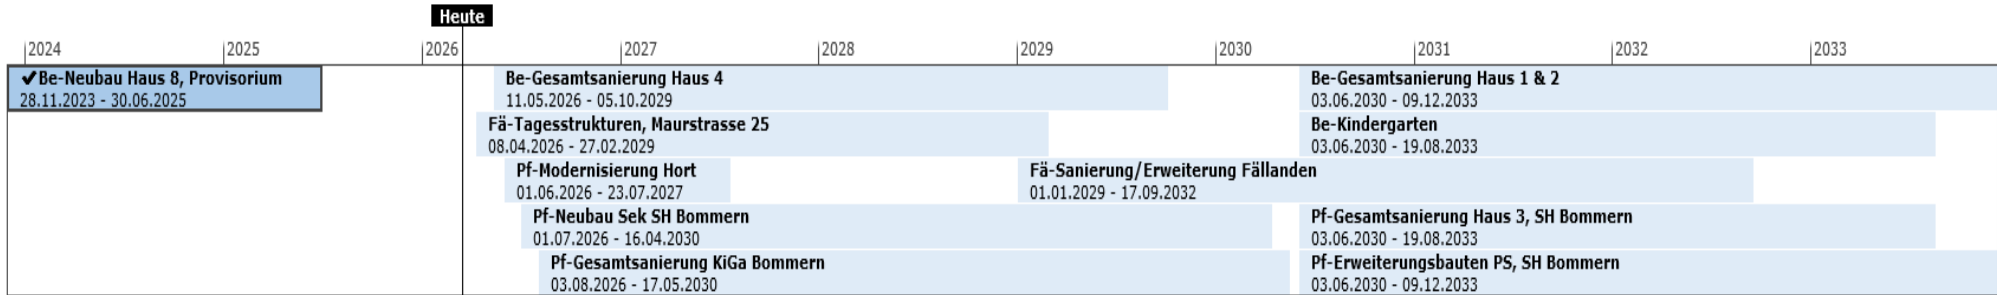 Heute
2024 2025 2026 2027 2028 2029 2030 2031 2032 2033
✔Be-Neubau Haus 8, Provisorium
28.11.2023 - 30.06.2025
Be-Gesamtsanierung Haus 4
11.05.2026 - 05.10.2029
Be-Gesamtsanierung Haus 1 & 2
03.06.2030 - 09.12.2033
Fä-Tagesstrukturen, Maurstrasse 25
08.04.2026 - 27.02.2029
Be-Kindergarten
03.06.2030 - 19.08.2033
Pf-Modernisierung Hort
01.06.2026 - 23.07.2027
Fä-Sanierung/Erweiterung Fällanden
01.01.2029 - 17.09.2032
Pf-Neubau Sek SH Bommern
01.07.2026 - 16.04.2030
Pf-Gesamtsanierung Haus 3, SH Bommern
03.06.2030 - 19.08.2033
Pf-Gesamtsanierung KiGa Bommern
03.08.2026 - 17.05.2030
Pf-Erweiterungsbauten PS, SH Bommern
03.06.2030 - 09.12.2033